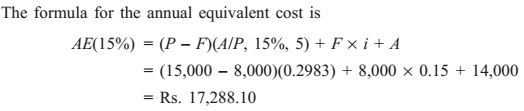 The formula for the annual equivalent cost is
AE(15%) = (P – F)(A/P, 15%, 5) + F × i + A
= (15,000 – 8,000)(0.2983) + 8,000 × 0.15 + 14,000
= Rs. 17,288.10